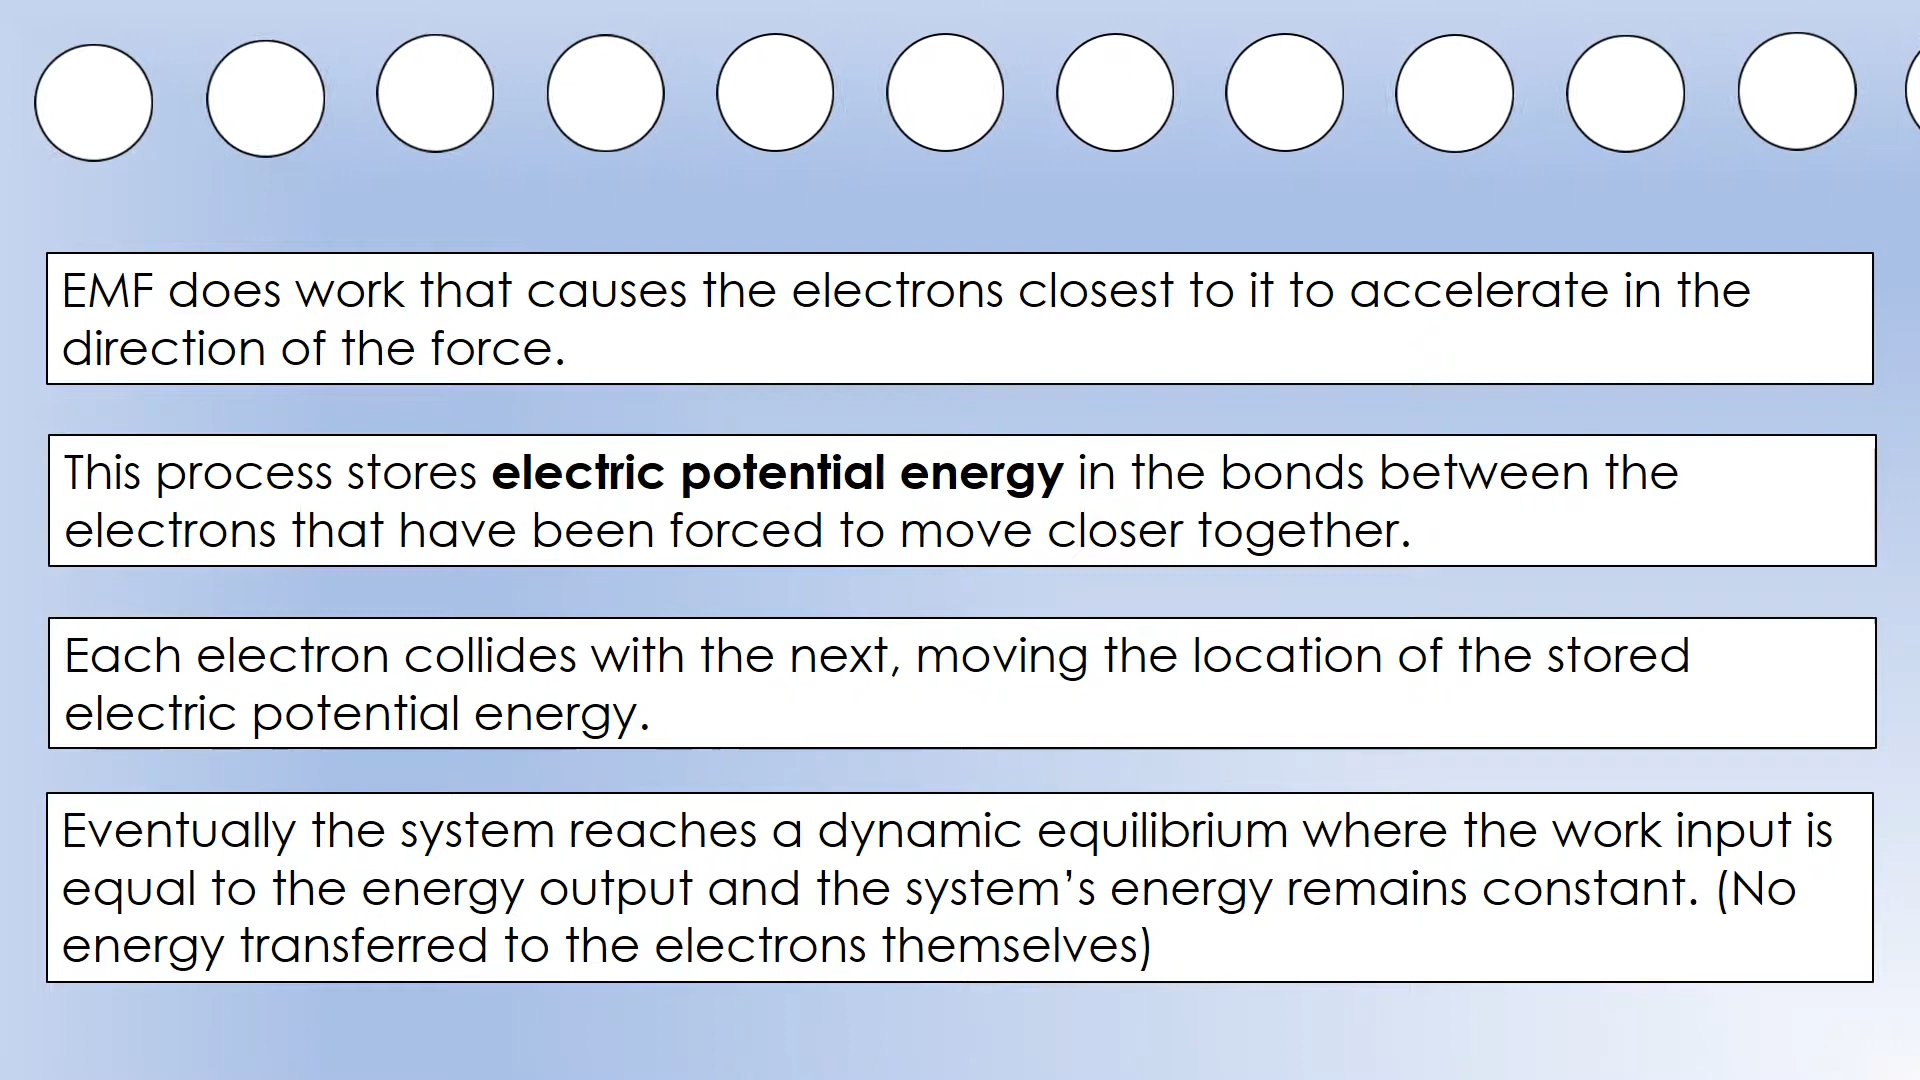 EMF does work that causes the electrons closest to it to accelerate in the
direction of the force.
This process stores electric potential energy in the bonds between the
electrons that have been forced to move closer together.
Each electron collides with the next, moving the location of the stored
electric potential energy.
Eventually the system reaches a dynamic equilibrium where the work input is
equal to the energy output and the system’s energy remains constant. (No
energy transferred to the electrons themselves)